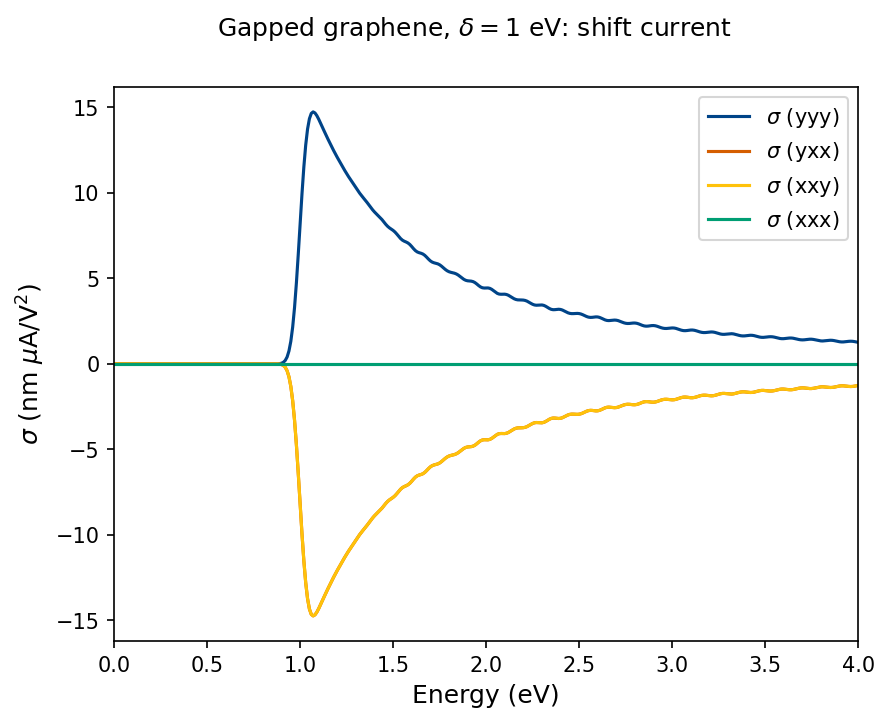 Gapped graphene, δ = 1 eV: shift current
σ (yyy)
σ (yxx)
σ (xxy)
σ (xxx)
15
10
5
0
−5
−10
−15
σ (nm μA/V²)
0.0 0.5 1.0 1.5 2.0 2.5 3.0 3.5 4.0
Energy (eV)